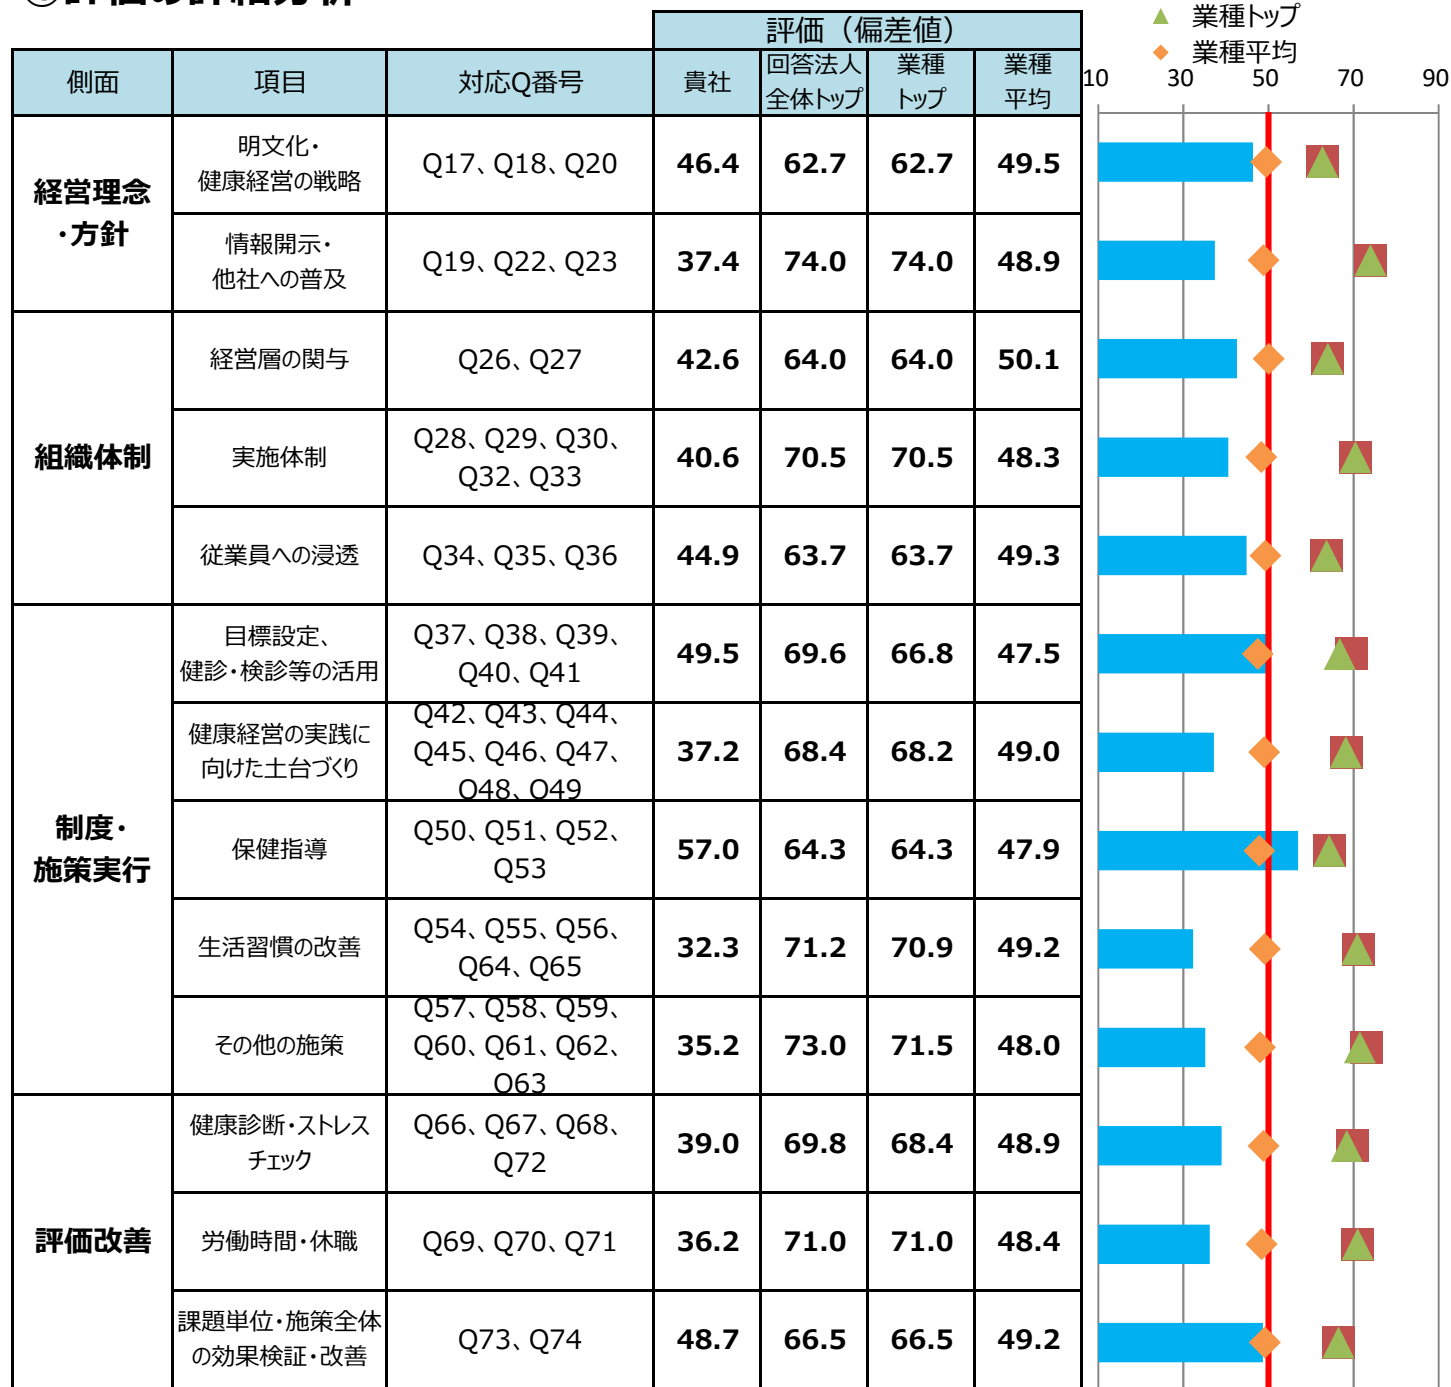 評価(偏差値)
▲ 業種トップ
◆ 業種平均
側面 項目 対応Q番号 貴社 回答法人 業種 業種
全体トップ トップ 平均
10 30 50 70 90
経営理念
・方針
明文化・
健康経営の戦略
Q17、Q18、Q20 46.4 62.7 62.7 49.5
情報開示・
他社への普及
Q19、Q22、Q23 37.4 74.0 74.0 48.9
組織体制
経営層の関与 Q26、Q27 42.6 64.0 64.0 50.1
実施体制
Q28、Q29、Q30、
Q32、Q33
40.6 70.5 70.5 48.3
従業員への浸透 Q34、Q35、Q36 44.9 63.7 63.7 49.3
制度・
施策実行
目標設定、
健診・検診等の活用
Q37、Q38、Q39、
Q40、Q41
49.5 69.6 66.8 47.5
健康経営の実践に
向けた土台づくり
Q42、Q43、Q44、
Q45、Q46、Q47、
Q48、Q49
37.2 68.4 68.2 49.0
保健指導
Q50、Q51、Q52、
Q53
57.0 64.3 64.3 47.9
生活習慣の改善
Q54、Q55、Q56、
Q64、Q65
32.3 71.2 70.9 49.2
その他の施策
Q57、Q58、Q59、
Q60、Q61、Q62、
Q63
35.2 73.0 71.5 48.0
評価改善
健康診断・ストレス
チェック
Q66、Q67、Q68、
Q72
39.0 69.8 68.4 48.9
労働時間・休職 Q69、Q70、Q71 36.2 71.0 71.0 48.4
課題単位・施策全体
の効果検証・改善
Q73、Q74 48.7 66.5 66.5 49.2